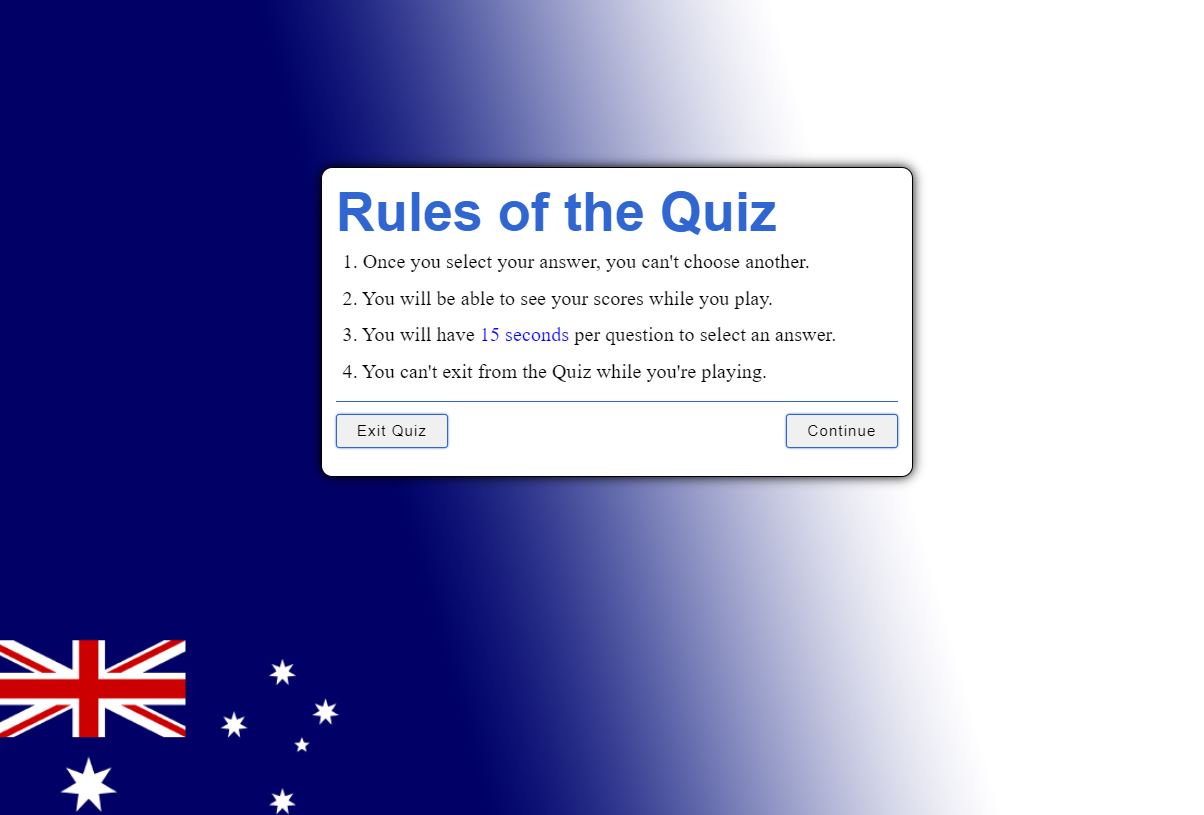 Rules of the Quiz
1. Once you select your answer, you can't choose another.
2. You will be able to see your scores while you play.
3. You will have 15 seconds per question to select an answer.
4. You can't exit from the Quiz while you're playing.
Exit Quiz
Continue